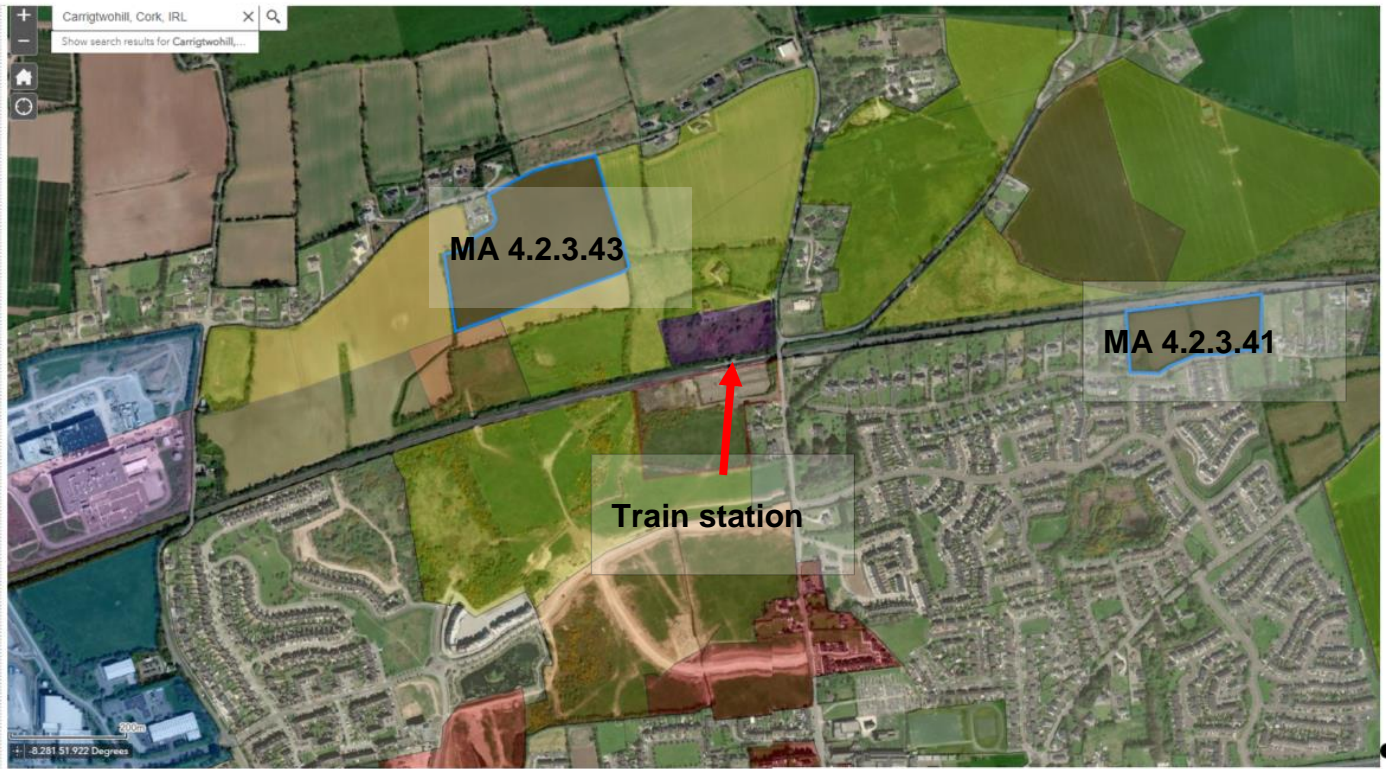 +
Carrigtwohill, Cork, IRL
−
Show search results for Carrigtwohill,...
MA 4.2.3.43
MA 4.2.3.41
Train station
200m
-8.281 51.922 Degrees